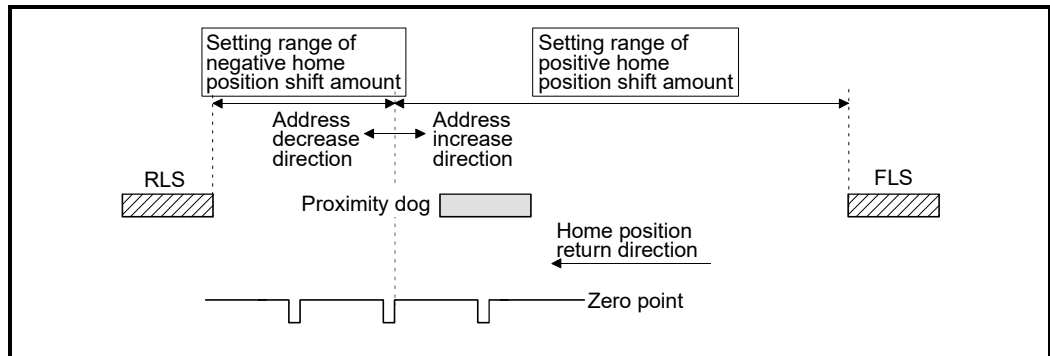 Setting range of
negative home
position shift amount
Setting range of
positive home
position shift amount
Address
decrease
direction
Address
increase
direction
RLS
FLS
Proximity dog
Home position
return direction
Zero point